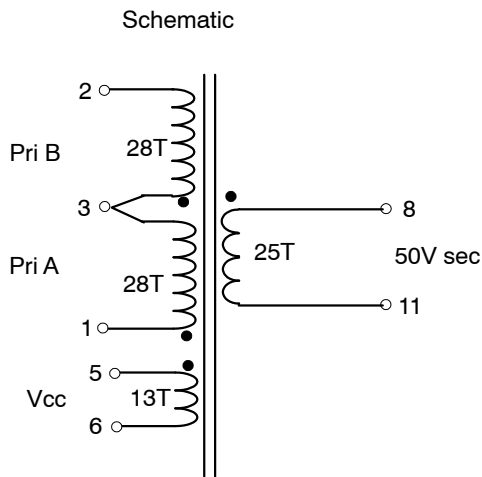 Schematic
2
Pri B
28T
3
8
25T
50V sec
Pri A
28T
11
1
5
Vcc
13T
6